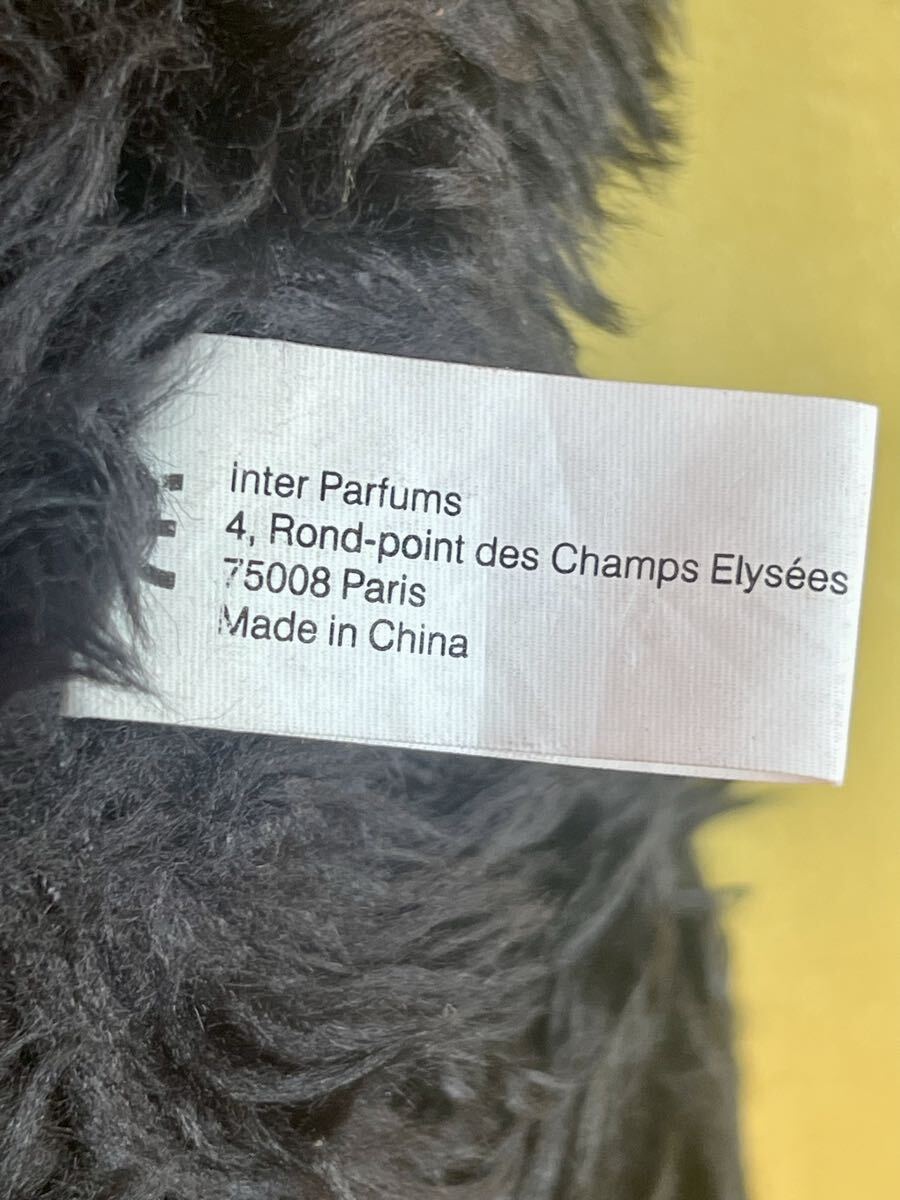 inter Parfums
4, Rond-point des Champs Elysées
75008 Paris
Made in China